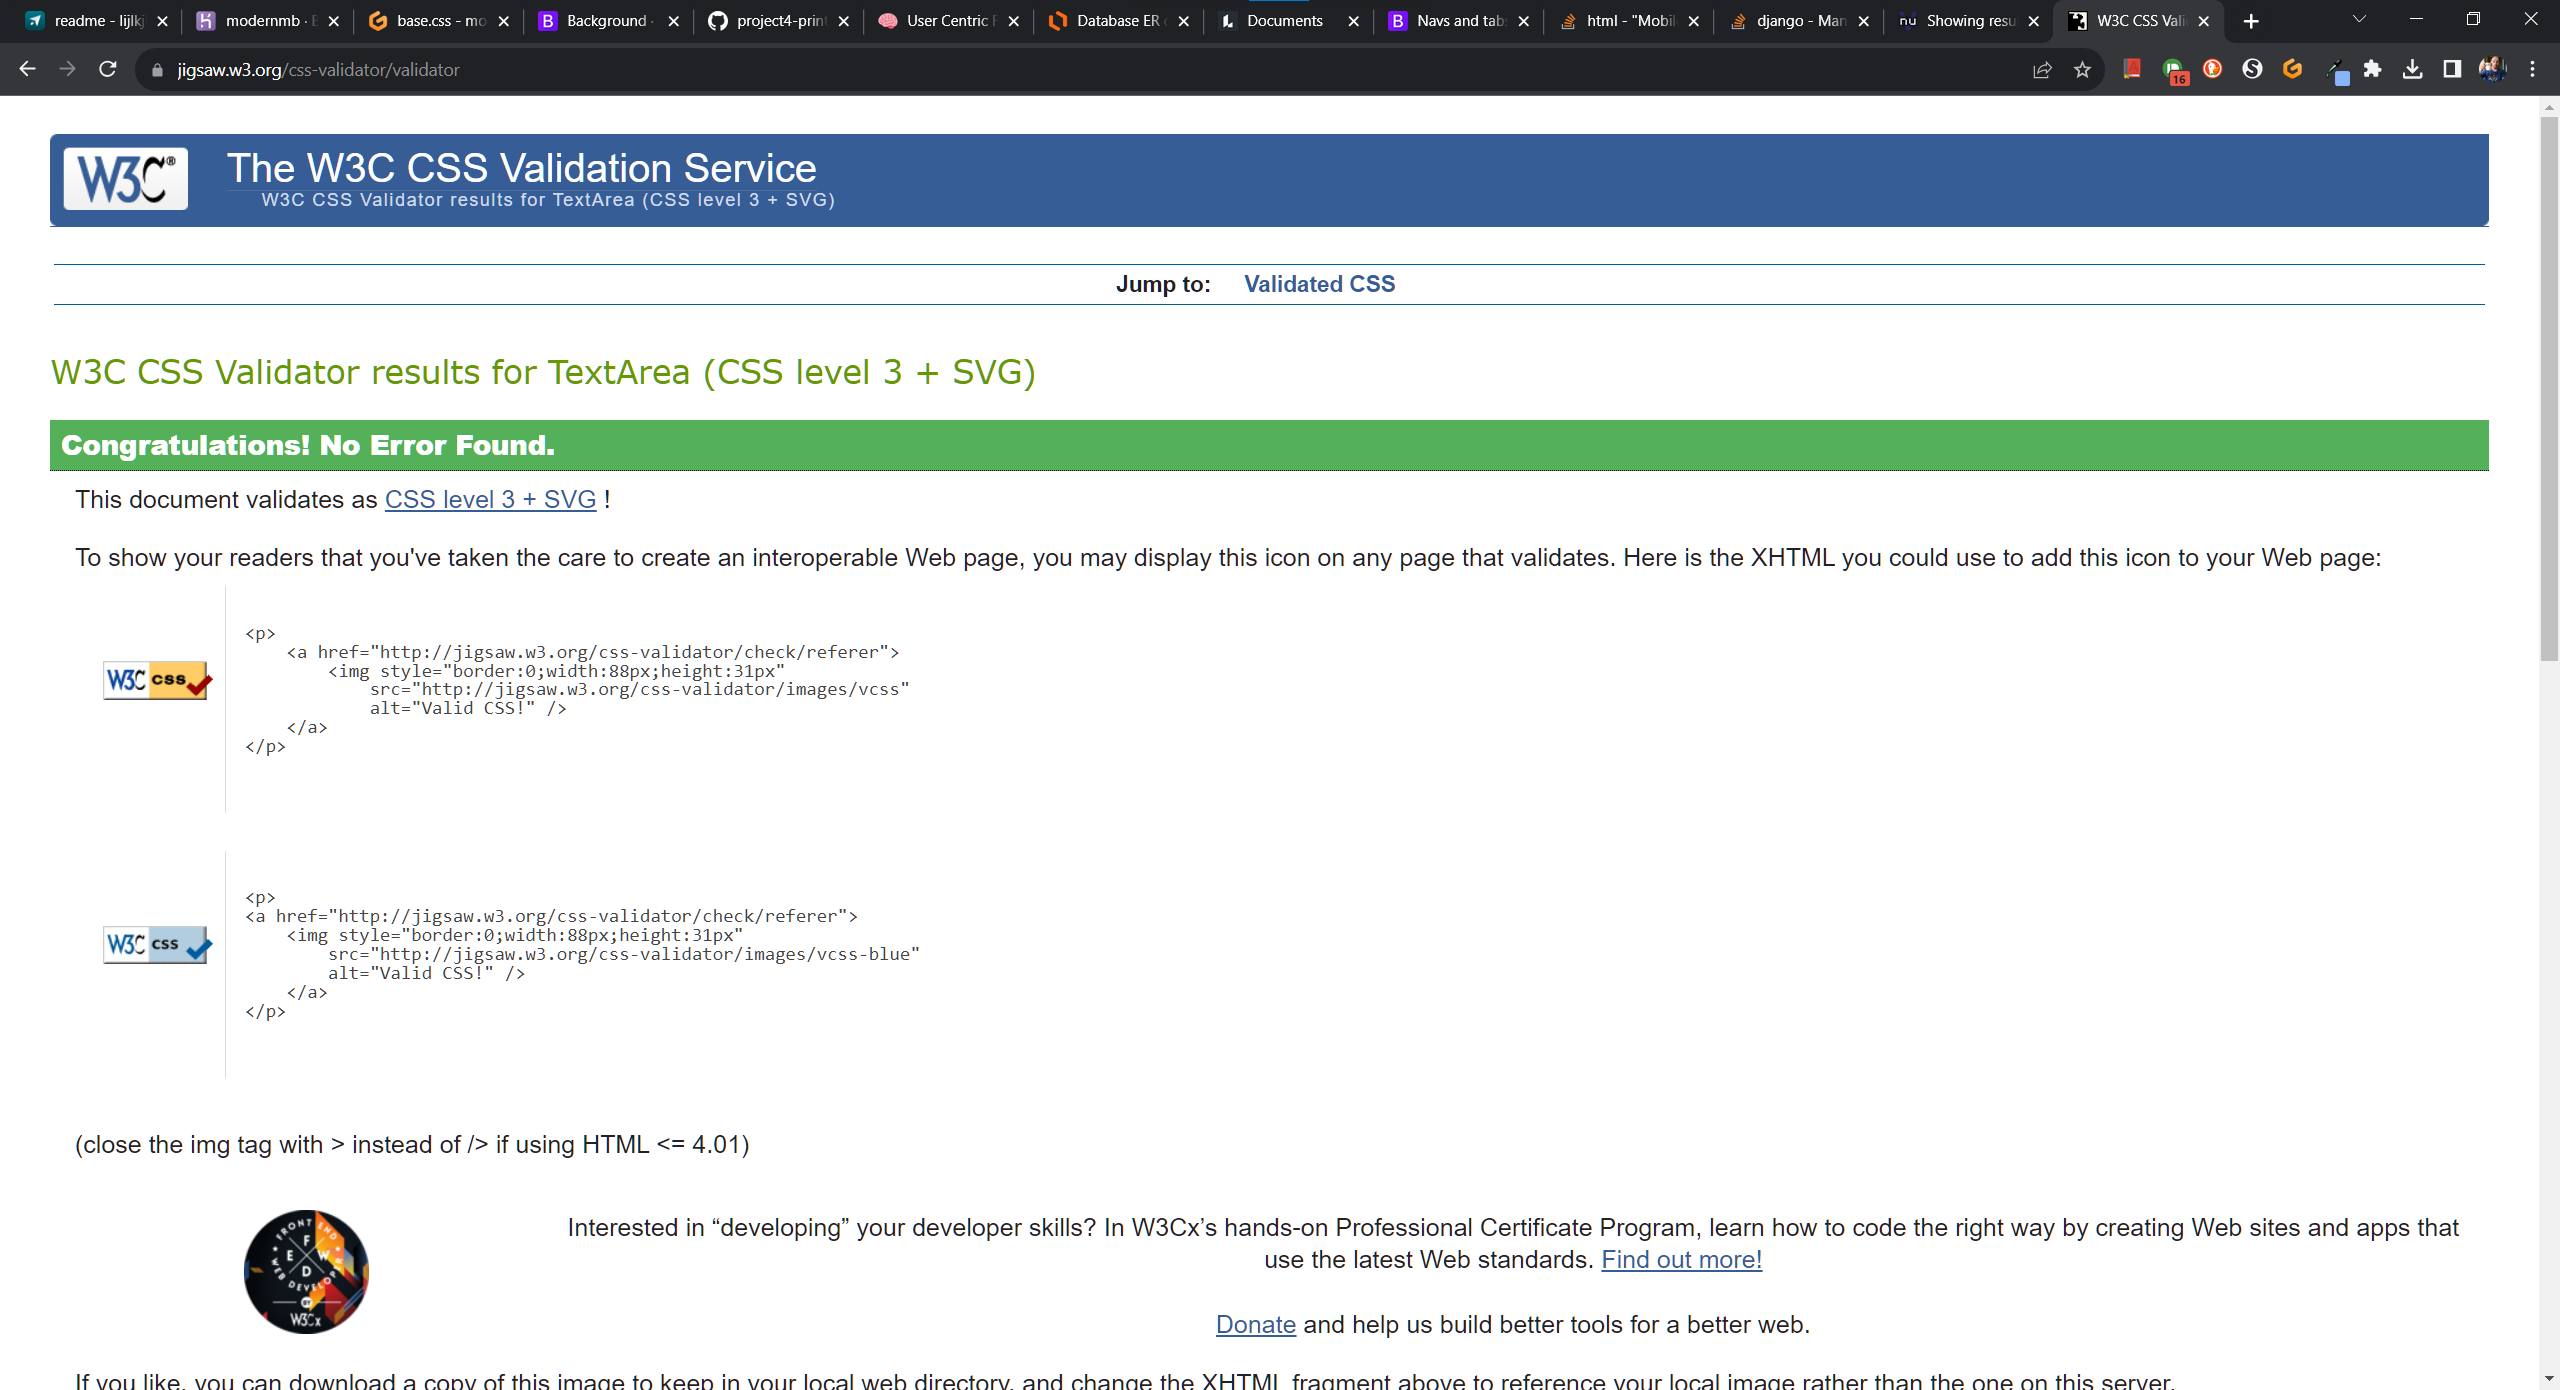 readme - lijlkj
modernmb · E
base.css - mo
Background ·
project4-print
User Centric F
Database ER
Documents
Navs and tabs
html - "Mobil
django - Man
Showing resu
W3C CSS Vali
jigsaw.w3.org/css-validator/validator
16
W3C®
The W3C CSS Validation Service
W3C CSS Validator results for TextArea (CSS level 3 + SVG)
Jump to: Validated CSS
W3C CSS Validator results for TextArea (CSS level 3 + SVG)
Congratulations! No Error Found.
This document validates as CSS level 3 + SVG !
To show your readers that you've taken the care to create an interoperable Web page, you may display this icon on any page that validates. Here is the XHTML you could use to add this icon to your Web page:
W3C css
<p>
<a href="http://jigsaw.w3.org/css-validator/check/referer">
<img style="border:0;width:88px;height:31px"
src="http://jigsaw.w3.org/css-validator/images/vcss"
alt="Valid CSS!" />
</a>
</p>
W3C css
<p>
<a href="http://jigsaw.w3.org/css-validator/check/referer">
<img style="border:0;width:88px;height:31px"
src="http://jigsaw.w3.org/css-validator/images/vcss-blue"
alt="Valid CSS!" />
</a>
</p>
(close the img tag with > instead of /> if using HTML <= 4.01)
FRONT END
F
E W
D
WEB DEVELOPER
BY
W3Cx
Interested in “developing” your developer skills? In W3Cx’s hands-on Professional Certificate Program, learn how to code the right way by creating Web sites and apps that
use the latest Web standards. Find out more!
Donate and help us build better tools for a better web.
If you like, you can download a copy of this image to keep in your local web directory, and change the XHTML fragment above to reference your local image rather than the one on this server.